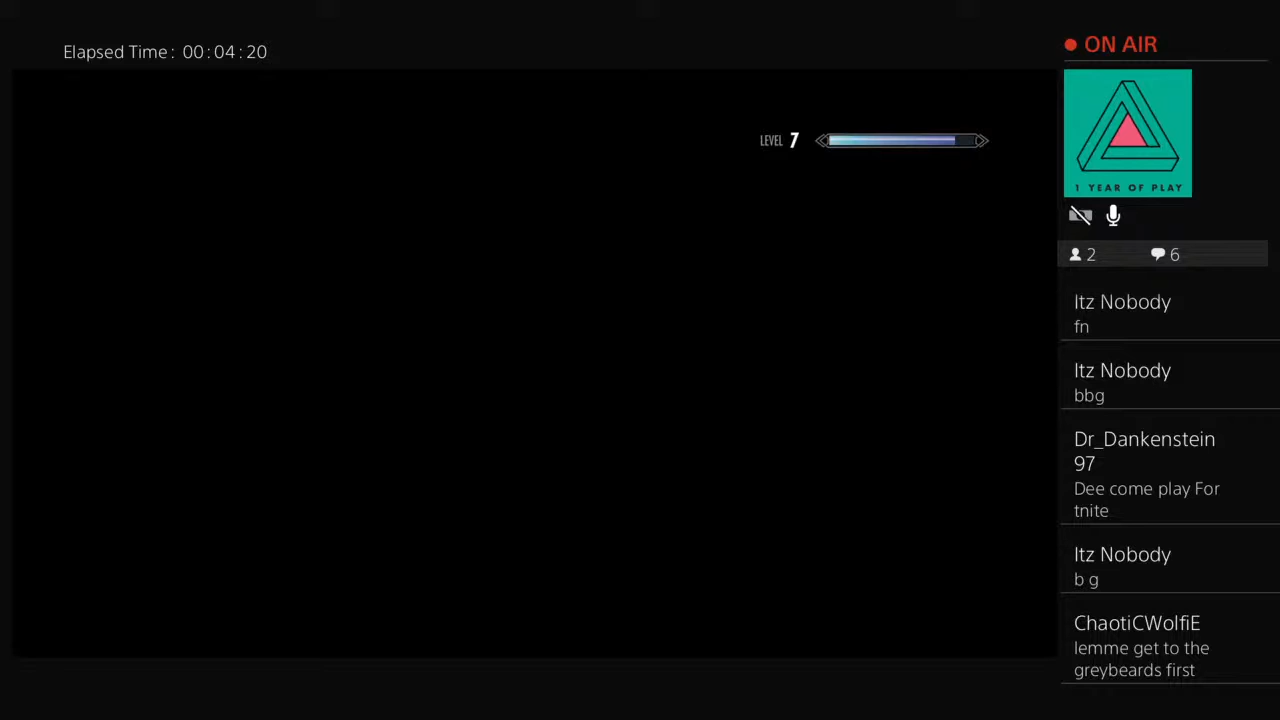 Elapsed Time: 00:04:20
ON AIR
LEVEL 7
1 YEAR OF PLAY
2 6
Itz Nobody
fn
Itz Nobody
bbg
Dr_Dankenstein
97
Dee come play For
tnite
Itz Nobody
b g
ChaotiCWolfiE
lemme get to the
greybeards first